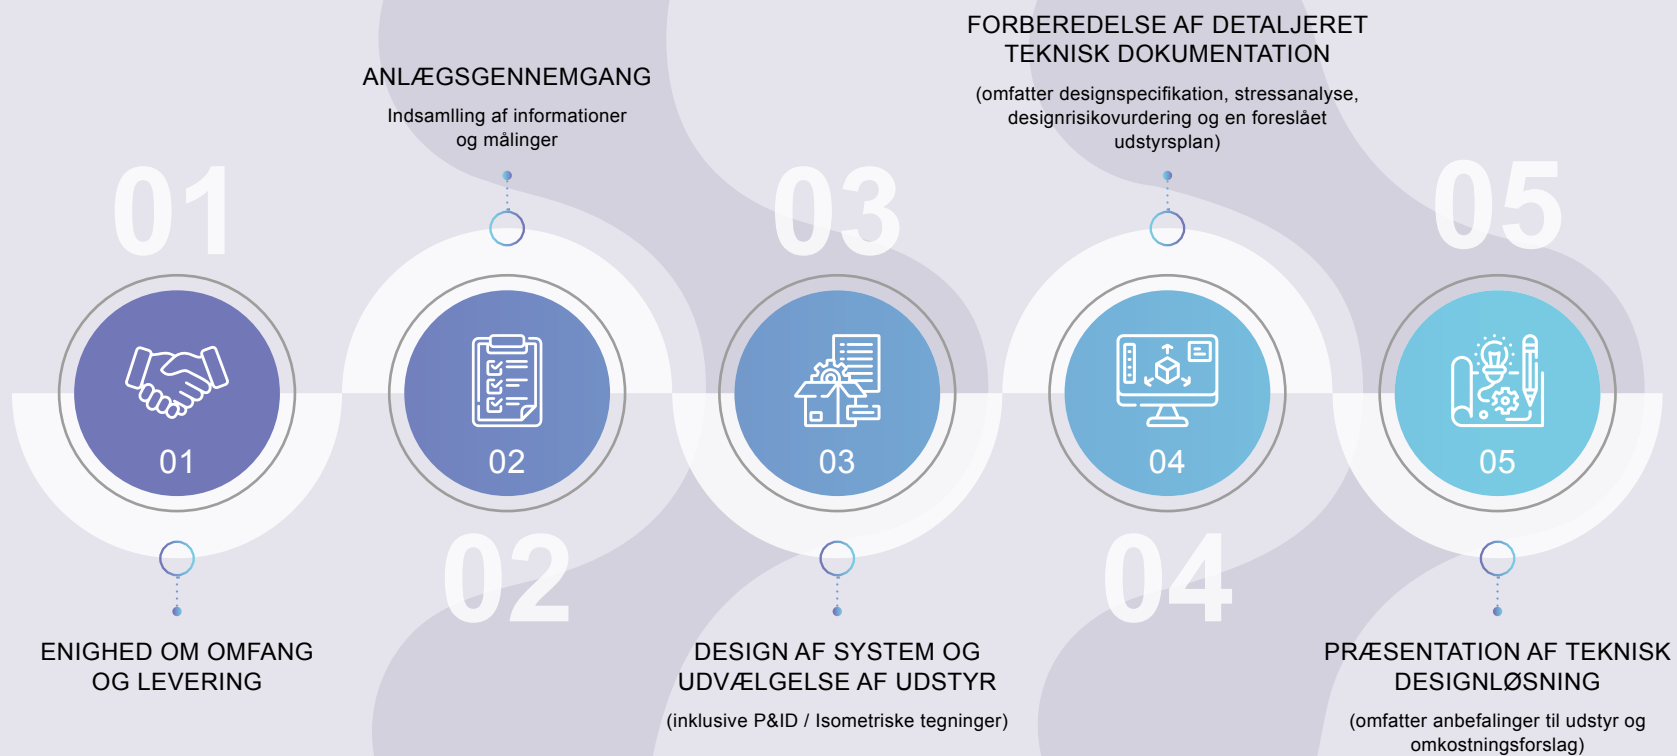 01
01
ENIGHED OM OMFANG
OG LEVERING
ANLÆGSGENNEMGANG
Indsamlling af informationer
og målinger
02
02
03
03
DESIGN AF SYSTEM OG
UDVÆLGELSE AF UDSTYR
(inklusive P&ID / Isometriske tegninger)
FORBEREDELSE AF DETALJERET
TEKNISK DOKUMENTATION
(omfatter designspecifikation, stressanalyse,
designrisikovurdering og en foreslået
udstyrsplan)
04
04
05
05
PRÆSENTATION AF TEKNISK
DESIGNLØSNING
(omfatter anbefalinger til udstyr og
omkostningsforslag)